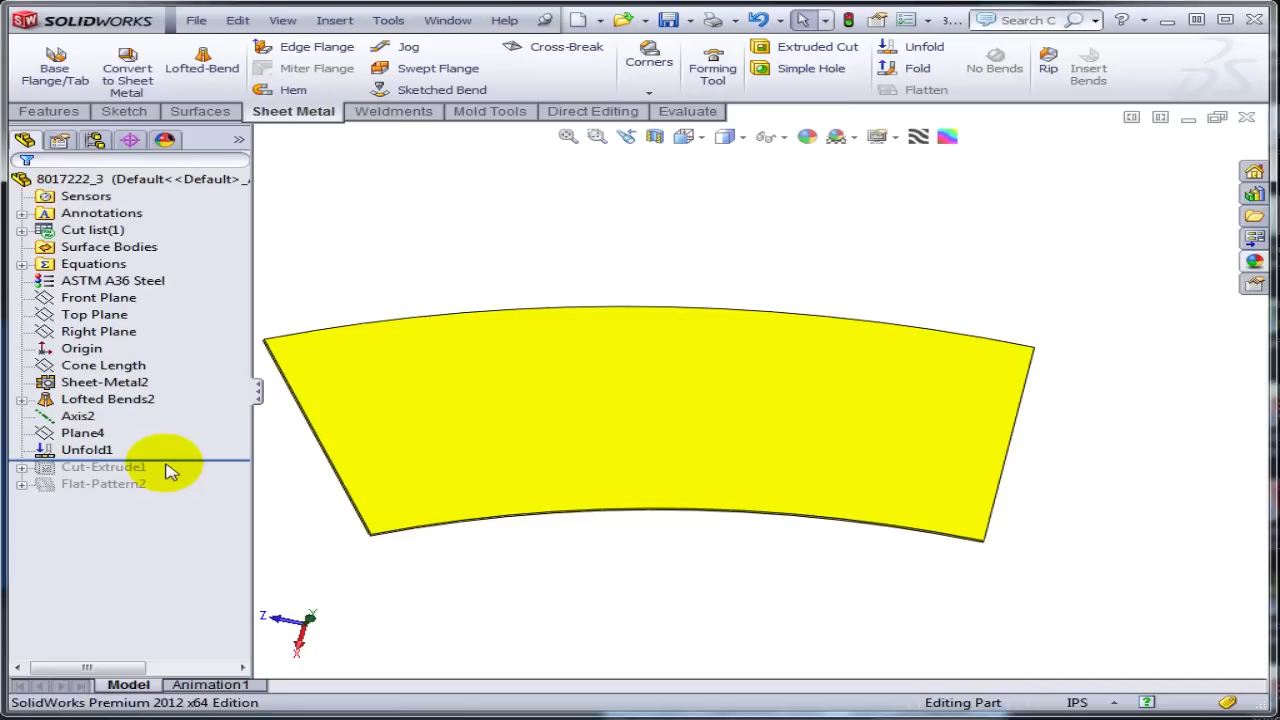 SOLIDWORKS File Edit View Insert Tools Window Help 3... Search C
Base Flange/Tab
Convert to Sheet Metal
Lofted-Bend
Edge Flange
Miter Flange
Hem
Jog
Swept Flange
Sketched Bend
Cross-Break
Corners
Forming Tool
Extruded Cut
Simple Hole
Unfold
Fold
Flatten
No Bends
Rip
Insert Bends
Features Sketch Surfaces Sheet Metal Weldments Mold Tools Direct Editing Evaluate
8017222_3 (Default<<Default>_
Sensors
Annotations
Cut list(1)
Surface Bodies
Equations
ASTM A36 Steel
Front Plane
Top Plane
Right Plane
Origin
Cone Length
Sheet-Metal2
Lofted Bends2
Axis2
Plane4
Unfold1
Cut-Extrude1
Flat-Pattern2
Z
Y
X
Model Animation1
SolidWorks Premium 2012 x64 Edition Editing Part IPS